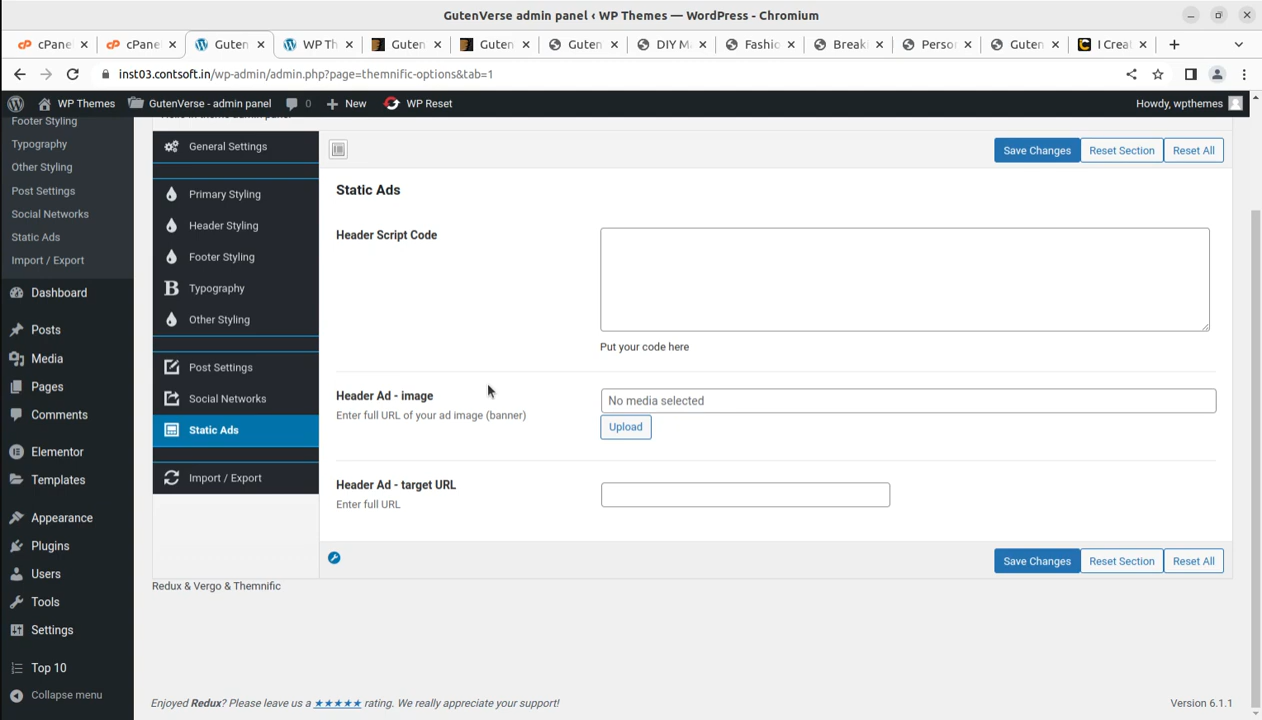 GutenVerse admin panel ‹ WP Themes — WordPress - Chromium
cPane
cPane
Guten
WP Th
Guten
Guten
Guten
DIY M
Fashio
Break
Perso
Guten
I Crea
inst03.contsoft.in/wp-admin/admin.php?page=themnific-options&tab=1
WP Themes
GutenVerse - admin panel
0
New
WP Reset
Howdy, wpthemes
Footer Styling
Typography
Other Styling
Post Settings
Social Networks
Static Ads
Import / Export
Dashboard
Posts
Media
Pages
Comments
Elementor
Templates
Appearance
Plugins
Users
Tools
Settings
Top 10
Collapse menu
General Settings
Primary Styling
Header Styling
Footer Styling
Typography
Other Styling
Post Settings
Social Networks
Static Ads
Import / Export
Save Changes
Reset Section
Reset All
Static Ads
Header Script Code
Put your code here
Header Ad - image
Enter full URL of your ad image (banner)
No media selected
Upload
Header Ad - target URL
Enter full URL
Save Changes
Reset Section
Reset All
Redux & Vergo & Themnific
Enjoyed Redux? Please leave us a ★★★★★ rating. We really appreciate your support!
Version 6.1.1